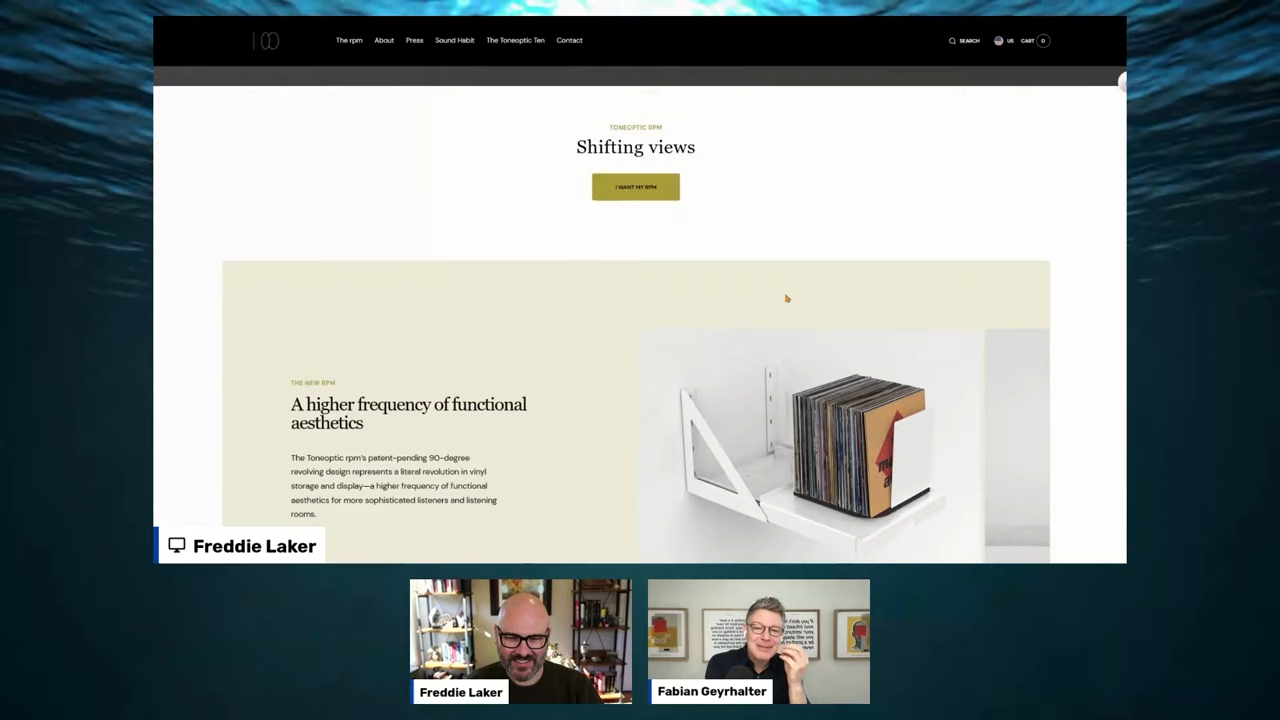 The rpm
About
Press
Sound Habit
The Toneoptic Ten
Contact
SEARCH
US
CART
0
TONEOPTIC RPM
Shifting views
I WANT MY RPM
THE NEW RPM
A higher frequency of functional
aesthetics
The Toneoptic rpm's patent-pending 90-degree
revolving design represents a literal revolution in vinyl
storage and display—a higher frequency of functional
aesthetics for more sophisticated listeners and listening
rooms.
Freddie Laker
Freddie Laker
Fabian Geyrhalter